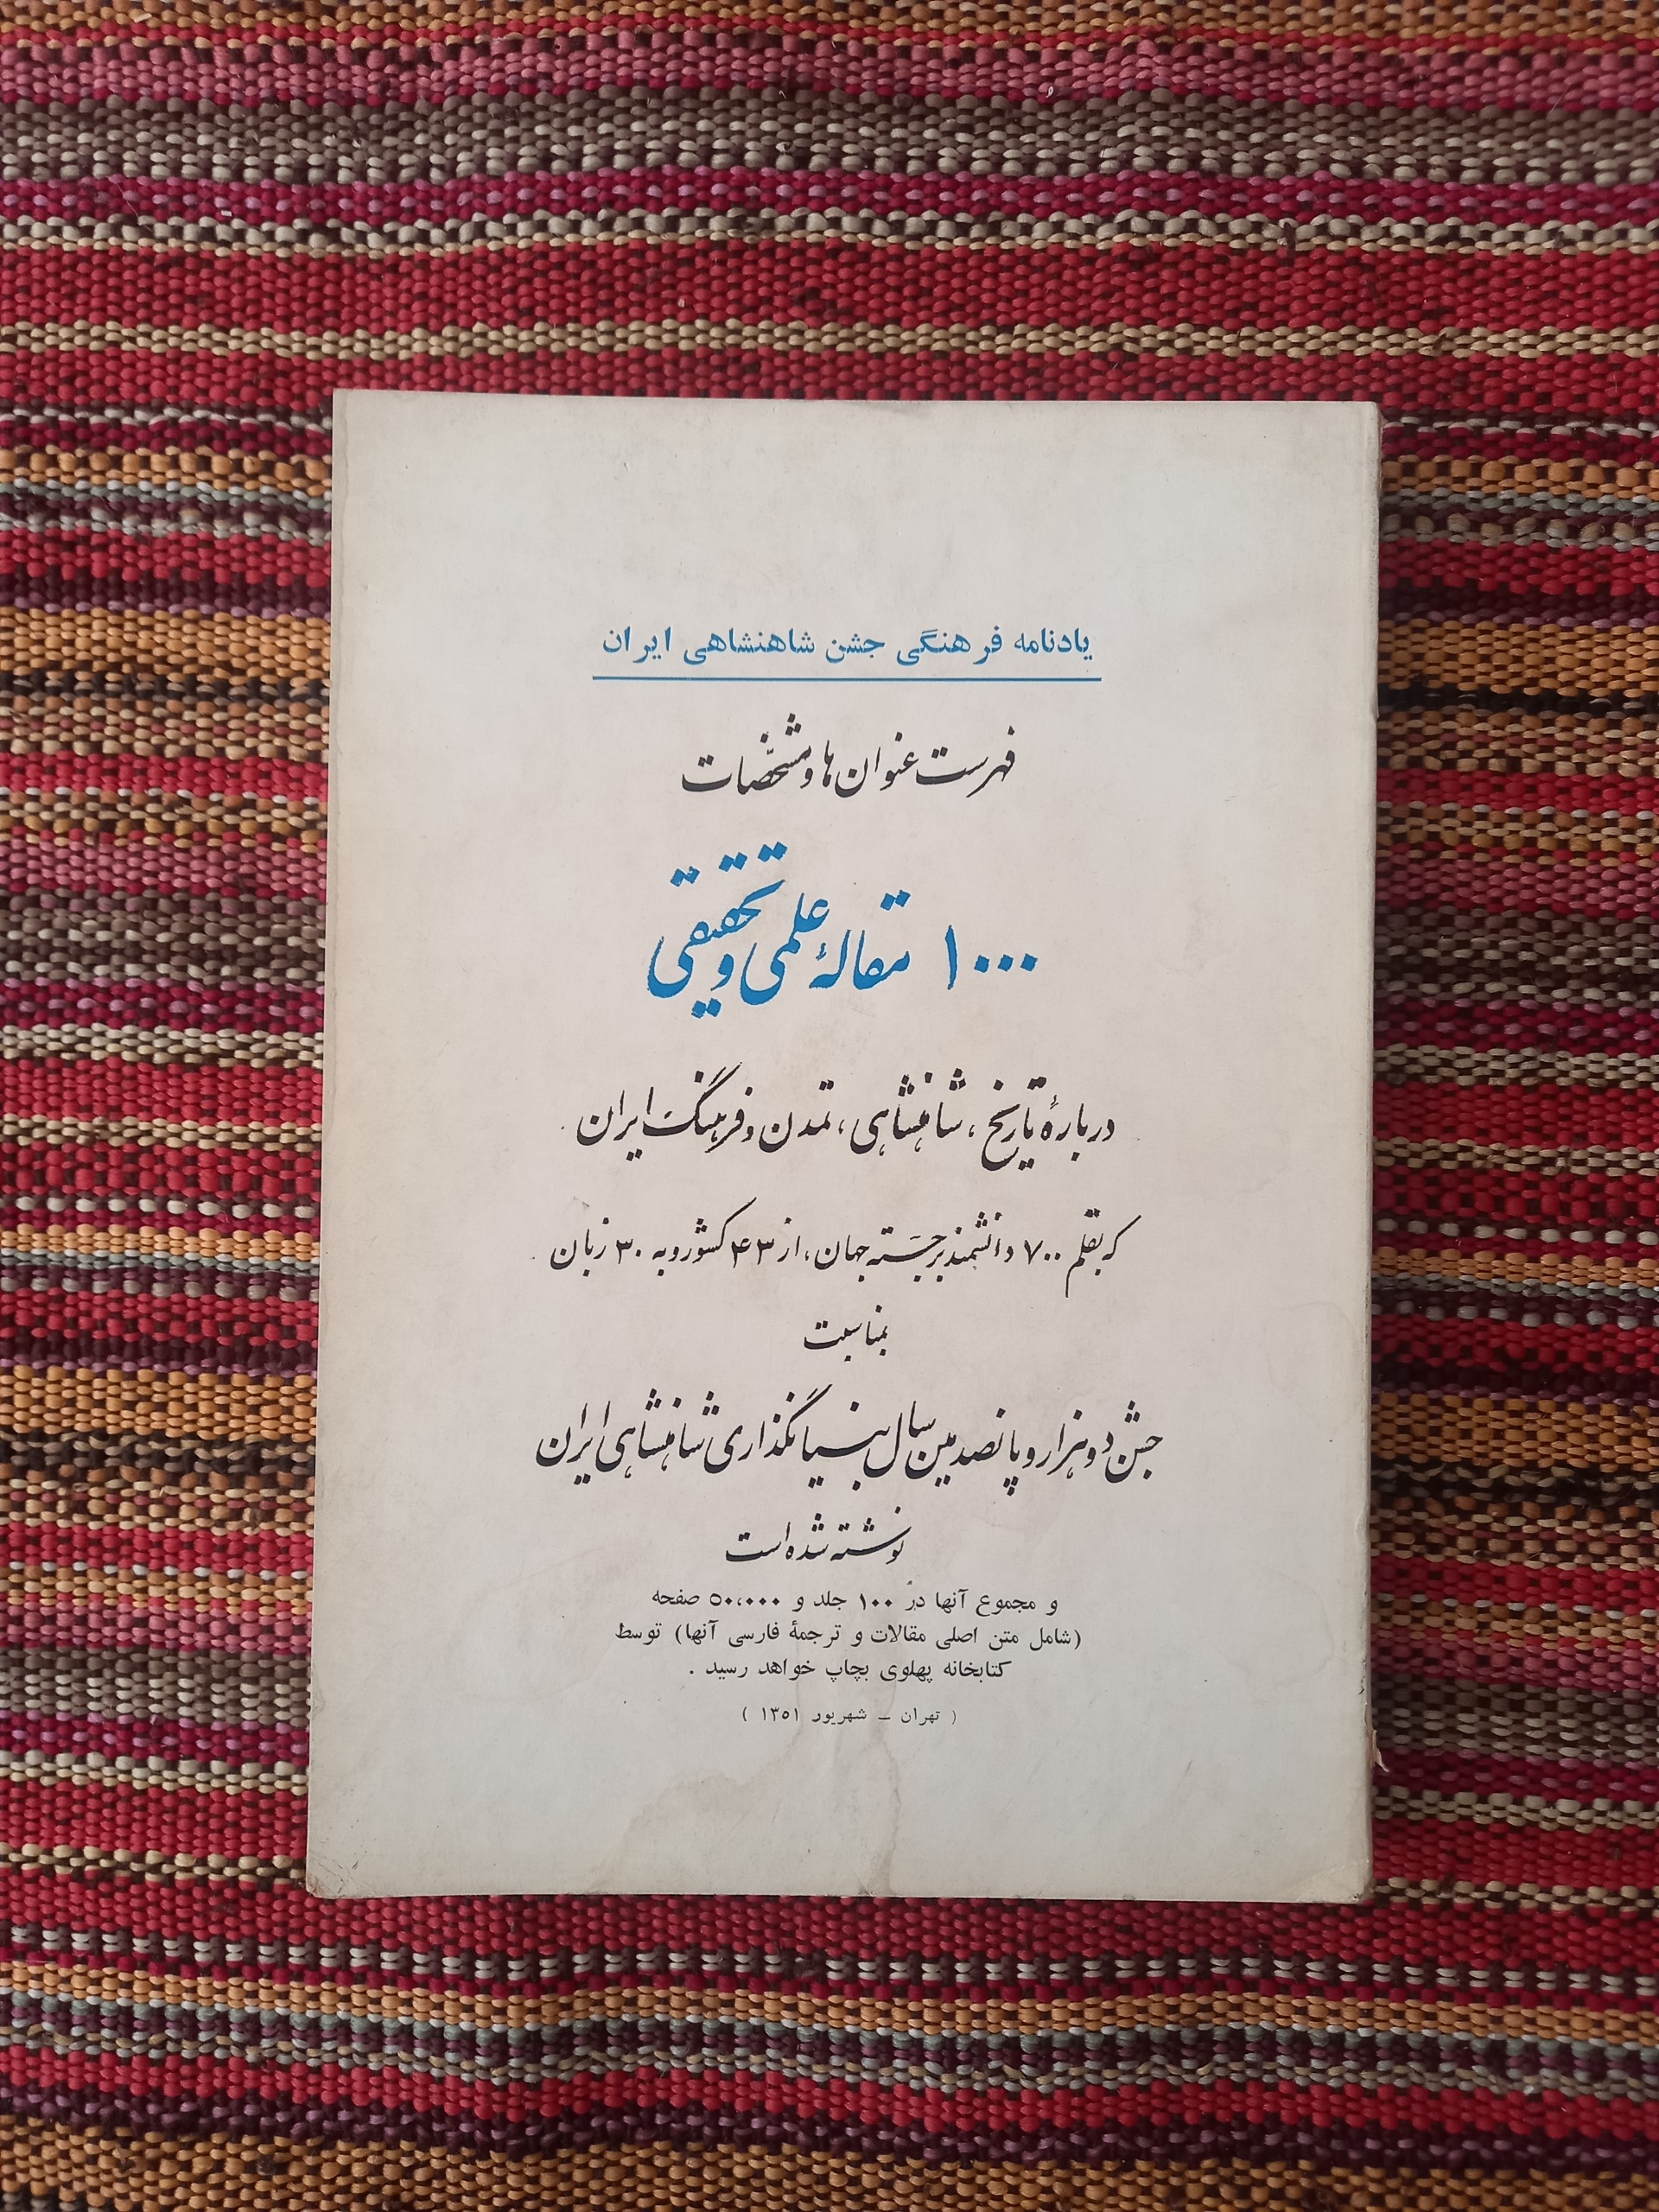 یادنامه فرهنگی جشن شاهنشاهی ایران
فهرست عنوان‌ها و مشخّصات
۱۰۰۰ مقالهٔ علمی و تحقیقی
دربارهٔ تاریخ، شاهنشاهی، تمدن و فرهنگ ایران
که بقلم ۷۰۰ دانشمند برجسته جهان، از ۴۳ کشور و به ۳۰ زبان
بمناسبت
جشن دوهزار و پانصدمین سال بنیانگذاری شاهنشاهی ایران
نوشته شده است
و مجموع آنها در ۱۰۰ جلد و ۵۰،۰۰۰ صفحه
(شامل متن اصلی مقالات و ترجمهٔ فارسی آنها) توسط
کتابخانه پهلوی بچاپ خواهد رسید .
( تهران – شهریور ۱۳۵۱ )